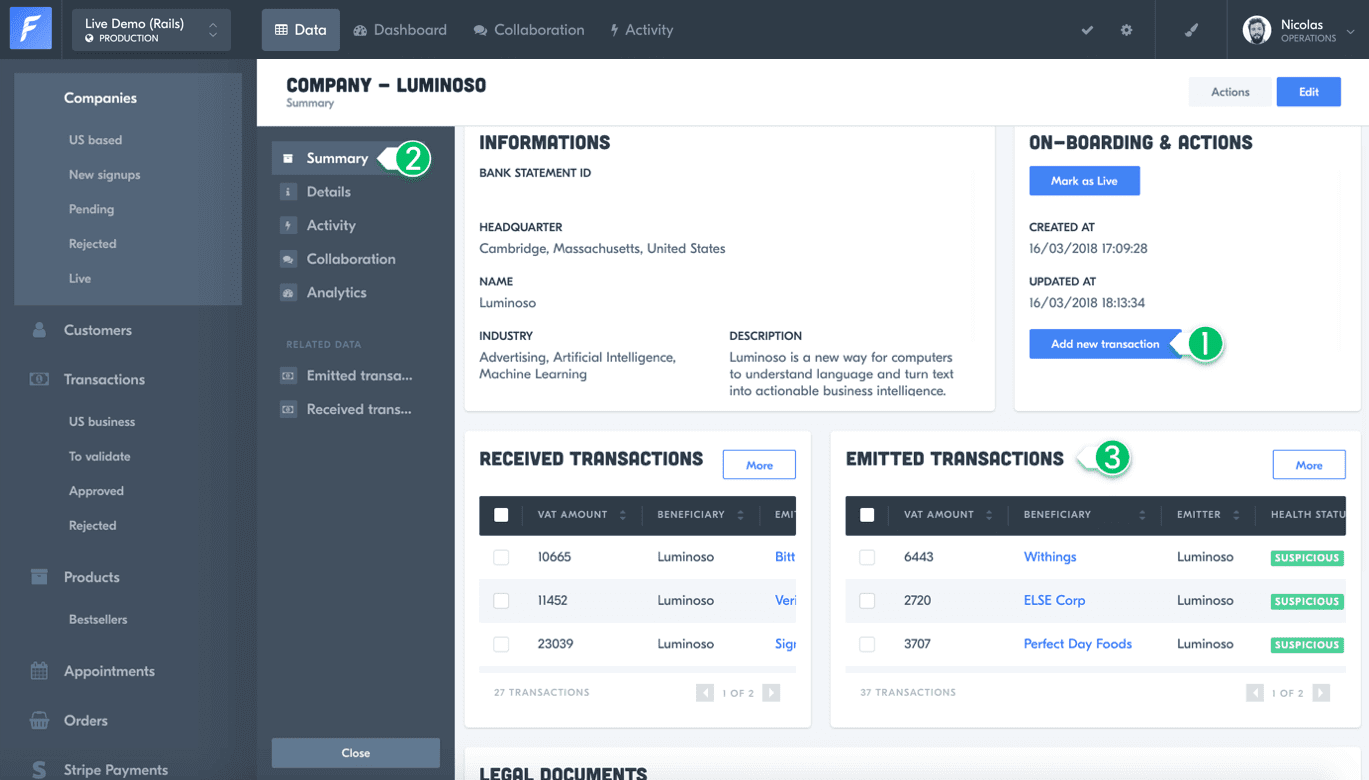 Live Demo (Rails)
PRODUCTION
Data
Dashboard
Collaboration
Activity
Nicolas
OPERATIONS
Companies
US based
New signups
Pending
Rejected
Live
Customers
Transactions
US business
To validate
Approved
Rejected
Products
Bestsellers
Appointments
Orders
Stripe Payments
COMPANY - LUMINOSO
Summary
Actions
Edit
Summary
2
Details
Activity
Collaboration
Analytics
RELATED DATA
Emitted transa...
Received trans...
Close
INFORMATIONS
BANK STATEMENT ID
HEADQUARTER
Cambridge, Massachusetts, United States
NAME
Luminoso
INDUSTRY
Advertising, Artificial Intelligence,
Machine Learning
DESCRIPTION
Luminoso is a new way for computers
to understand language and turn text
into actionable business intelligence.
ON-BOARDING & ACTIONS
Mark as Live
CREATED AT
16/03/2018 17:09:28
UPDATED AT
16/03/2018 18:13:34
Add new transaction
1
RECEIVED TRANSACTIONS
More
VAT AMOUNT BENEFICIARY EMIT
10665 Luminoso Bitt
11452 Luminoso Veri
23039 Luminoso Sign
27 TRANSACTIONS
1 OF 2
EMITTED TRANSACTIONS
3
More
VAT AMOUNT BENEFICIARY EMITTER HEALTH STATU
6443 Withings Luminoso SUSPICIOUS
2720 ELSE Corp Luminoso SUSPICIOUS
3707 Perfect Day Foods Luminoso SUSPICIOUS
37 TRANSACTIONS
1 OF 2
LEGAL DOCUMENTS